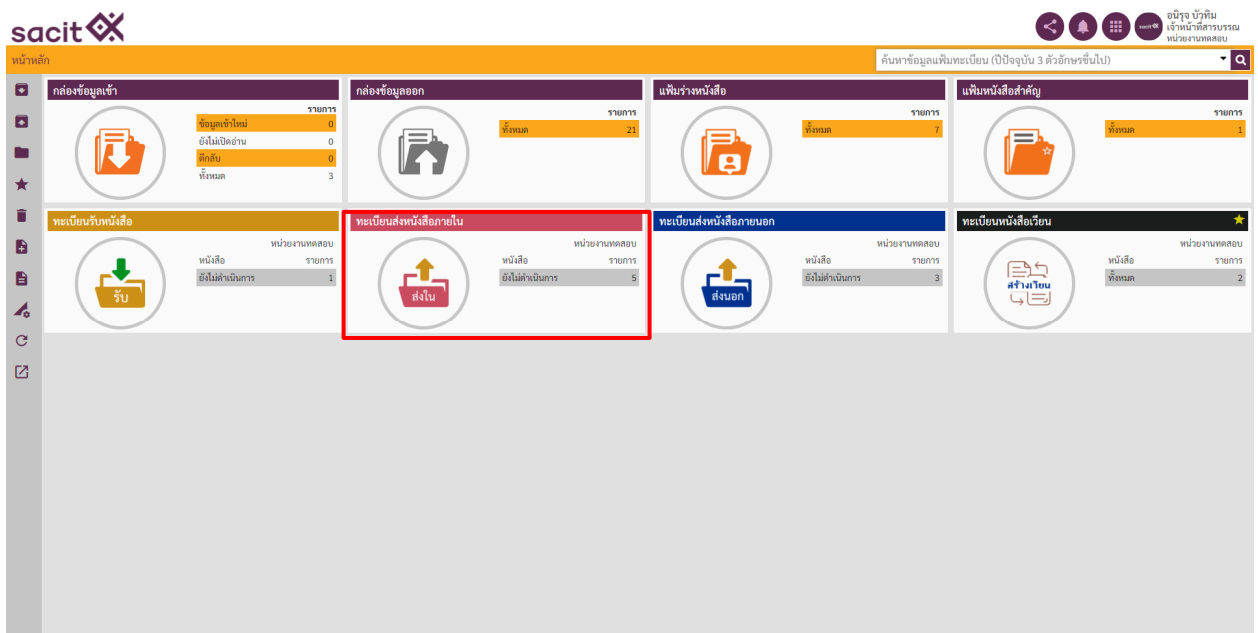 sacit
อนิรุจ บัวทิม
เจ้าหน้าที่สารบรรณ
หน่วยงานทดสอบ
หน้าหลัก
ค้นหาข้อมูลแฟ้มทะเบียน (ปีปัจจุบัน 3 ตัวอักษรขึ้นไป)
กล่องข้อมูลเข้า
รายการ
ข้อมูลเข้าใหม่ 0
ยังไม่เปิดอ่าน 0
ตีกลับ 0
ทั้งหมด 3
กล่องข้อมูลออก
รายการ
ทั้งหมด 21
แฟ้มร่างหนังสือ
รายการ
ทั้งหมด 7
แฟ้มหนังสือสำคัญ
รายการ
ทั้งหมด 1
ทะเบียนรับหนังสือ
รับ
หน่วยงานทดสอบ
หนังสือ รายการ
ยังไม่ดำเนินการ 1
ทะเบียนส่งหนังสือภายใน
ส่งใน
หน่วยงานทดสอบ
หนังสือ รายการ
ยังไม่ดำเนินการ 5
ทะเบียนส่งหนังสือภายนอก
ส่งนอก
หน่วยงานทดสอบ
หนังสือ รายการ
ยังไม่ดำเนินการ 3
ทะเบียนหนังสือเวียน
สร้างเวียน
หน่วยงานทดสอบ
หนังสือ รายการ
ทั้งหมด 2